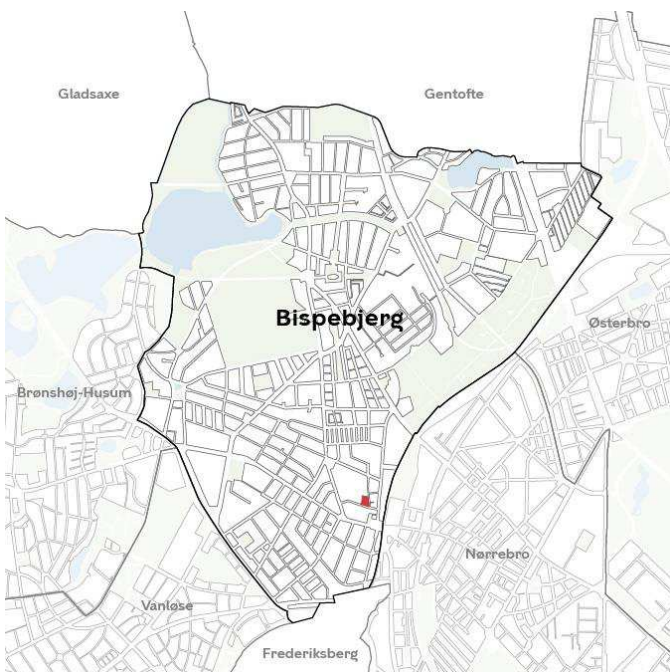 Gladsaxe
Gentofte
Bispebjerg
Østerbro
Brønshøj-Husum
Nørrebro
Vanløse
Frederiksberg